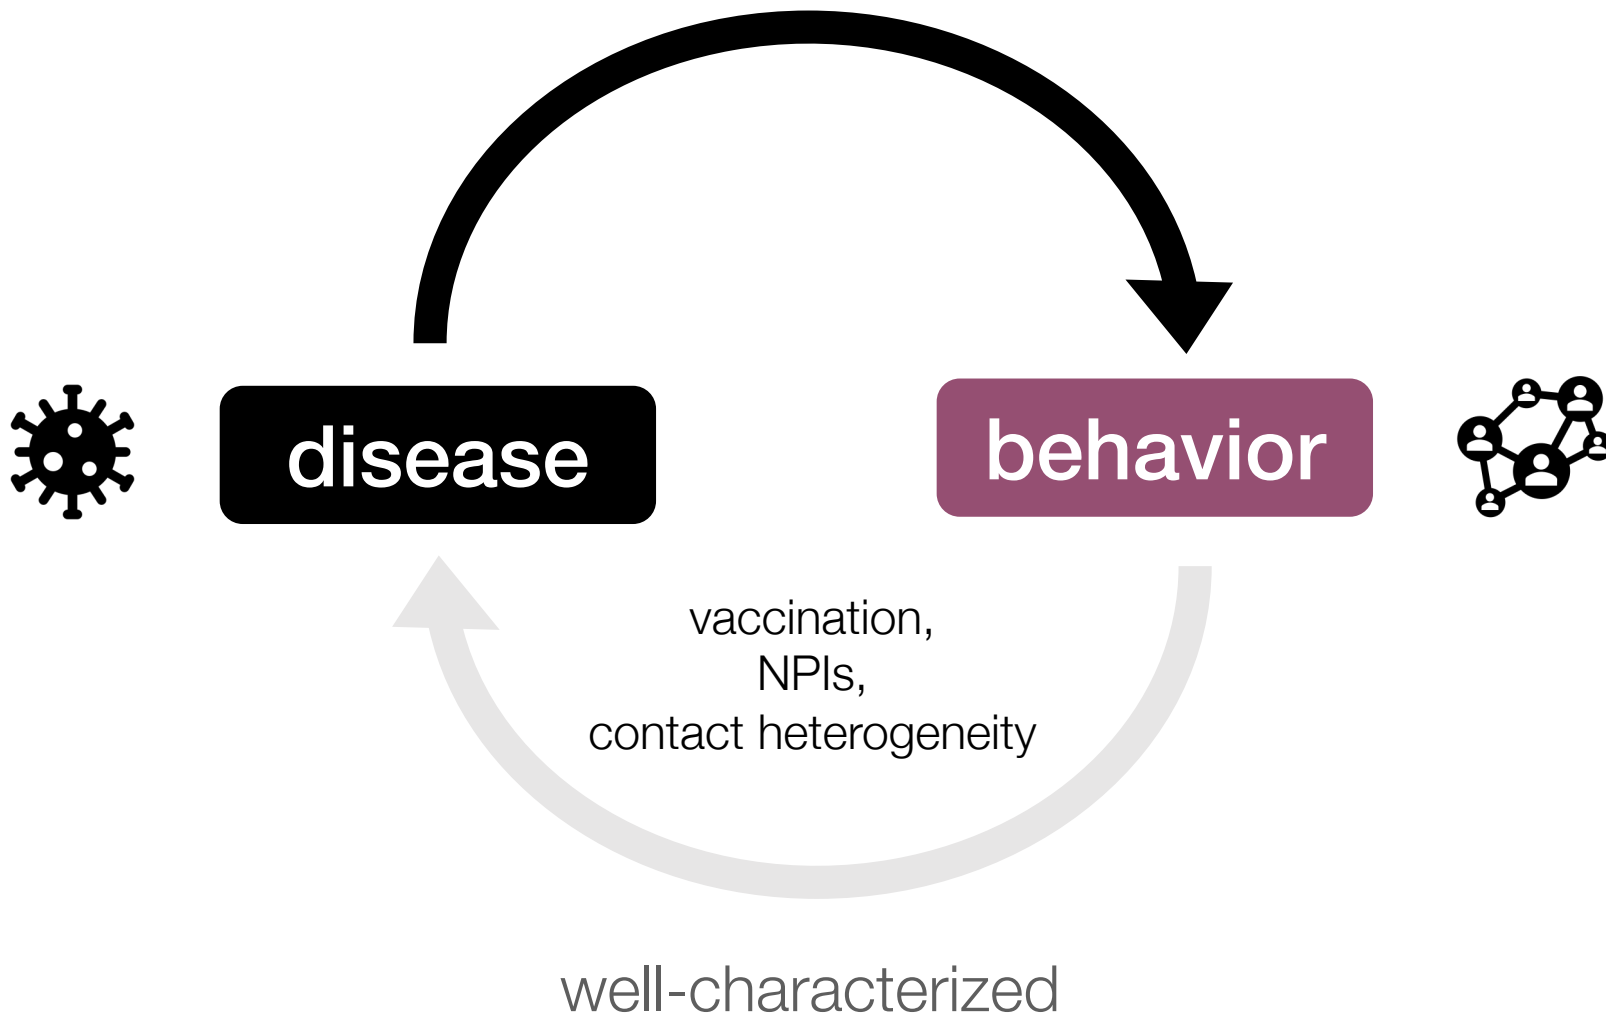 disease
behavior
vaccination,
NPIs,
contact heterogeneity
well-characterized